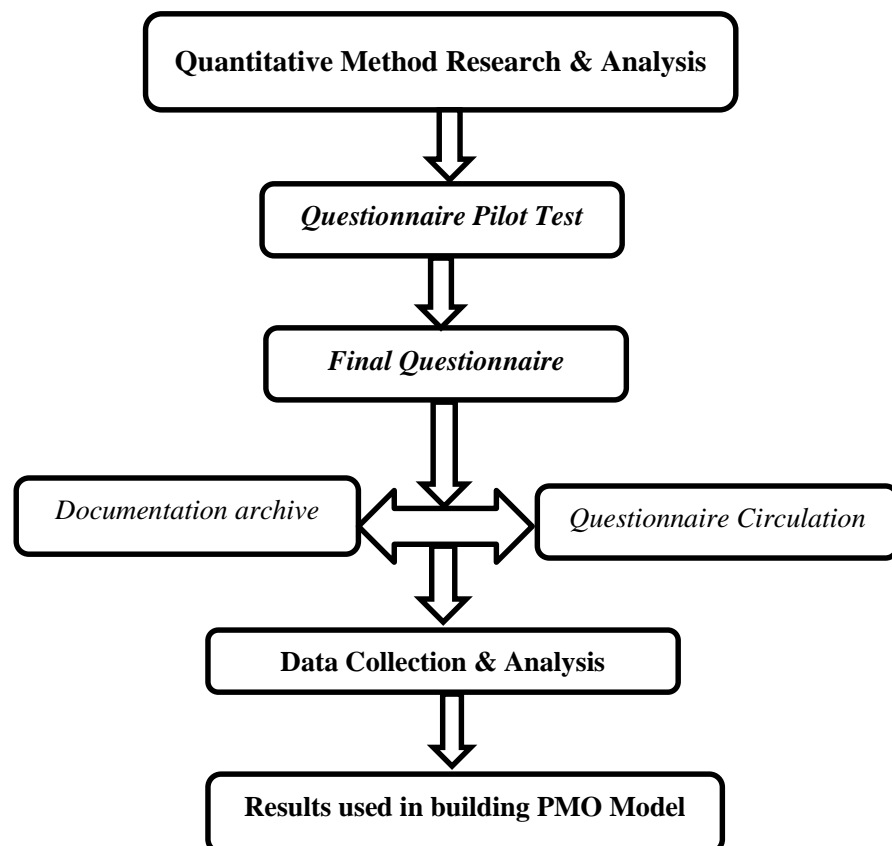 Quantitative Method Research & Analysis
Questionnaire Pilot Test
Final Questionnaire
Documentation archive
Questionnaire Circulation
Data Collection & Analysis
Results used in building PMO Model